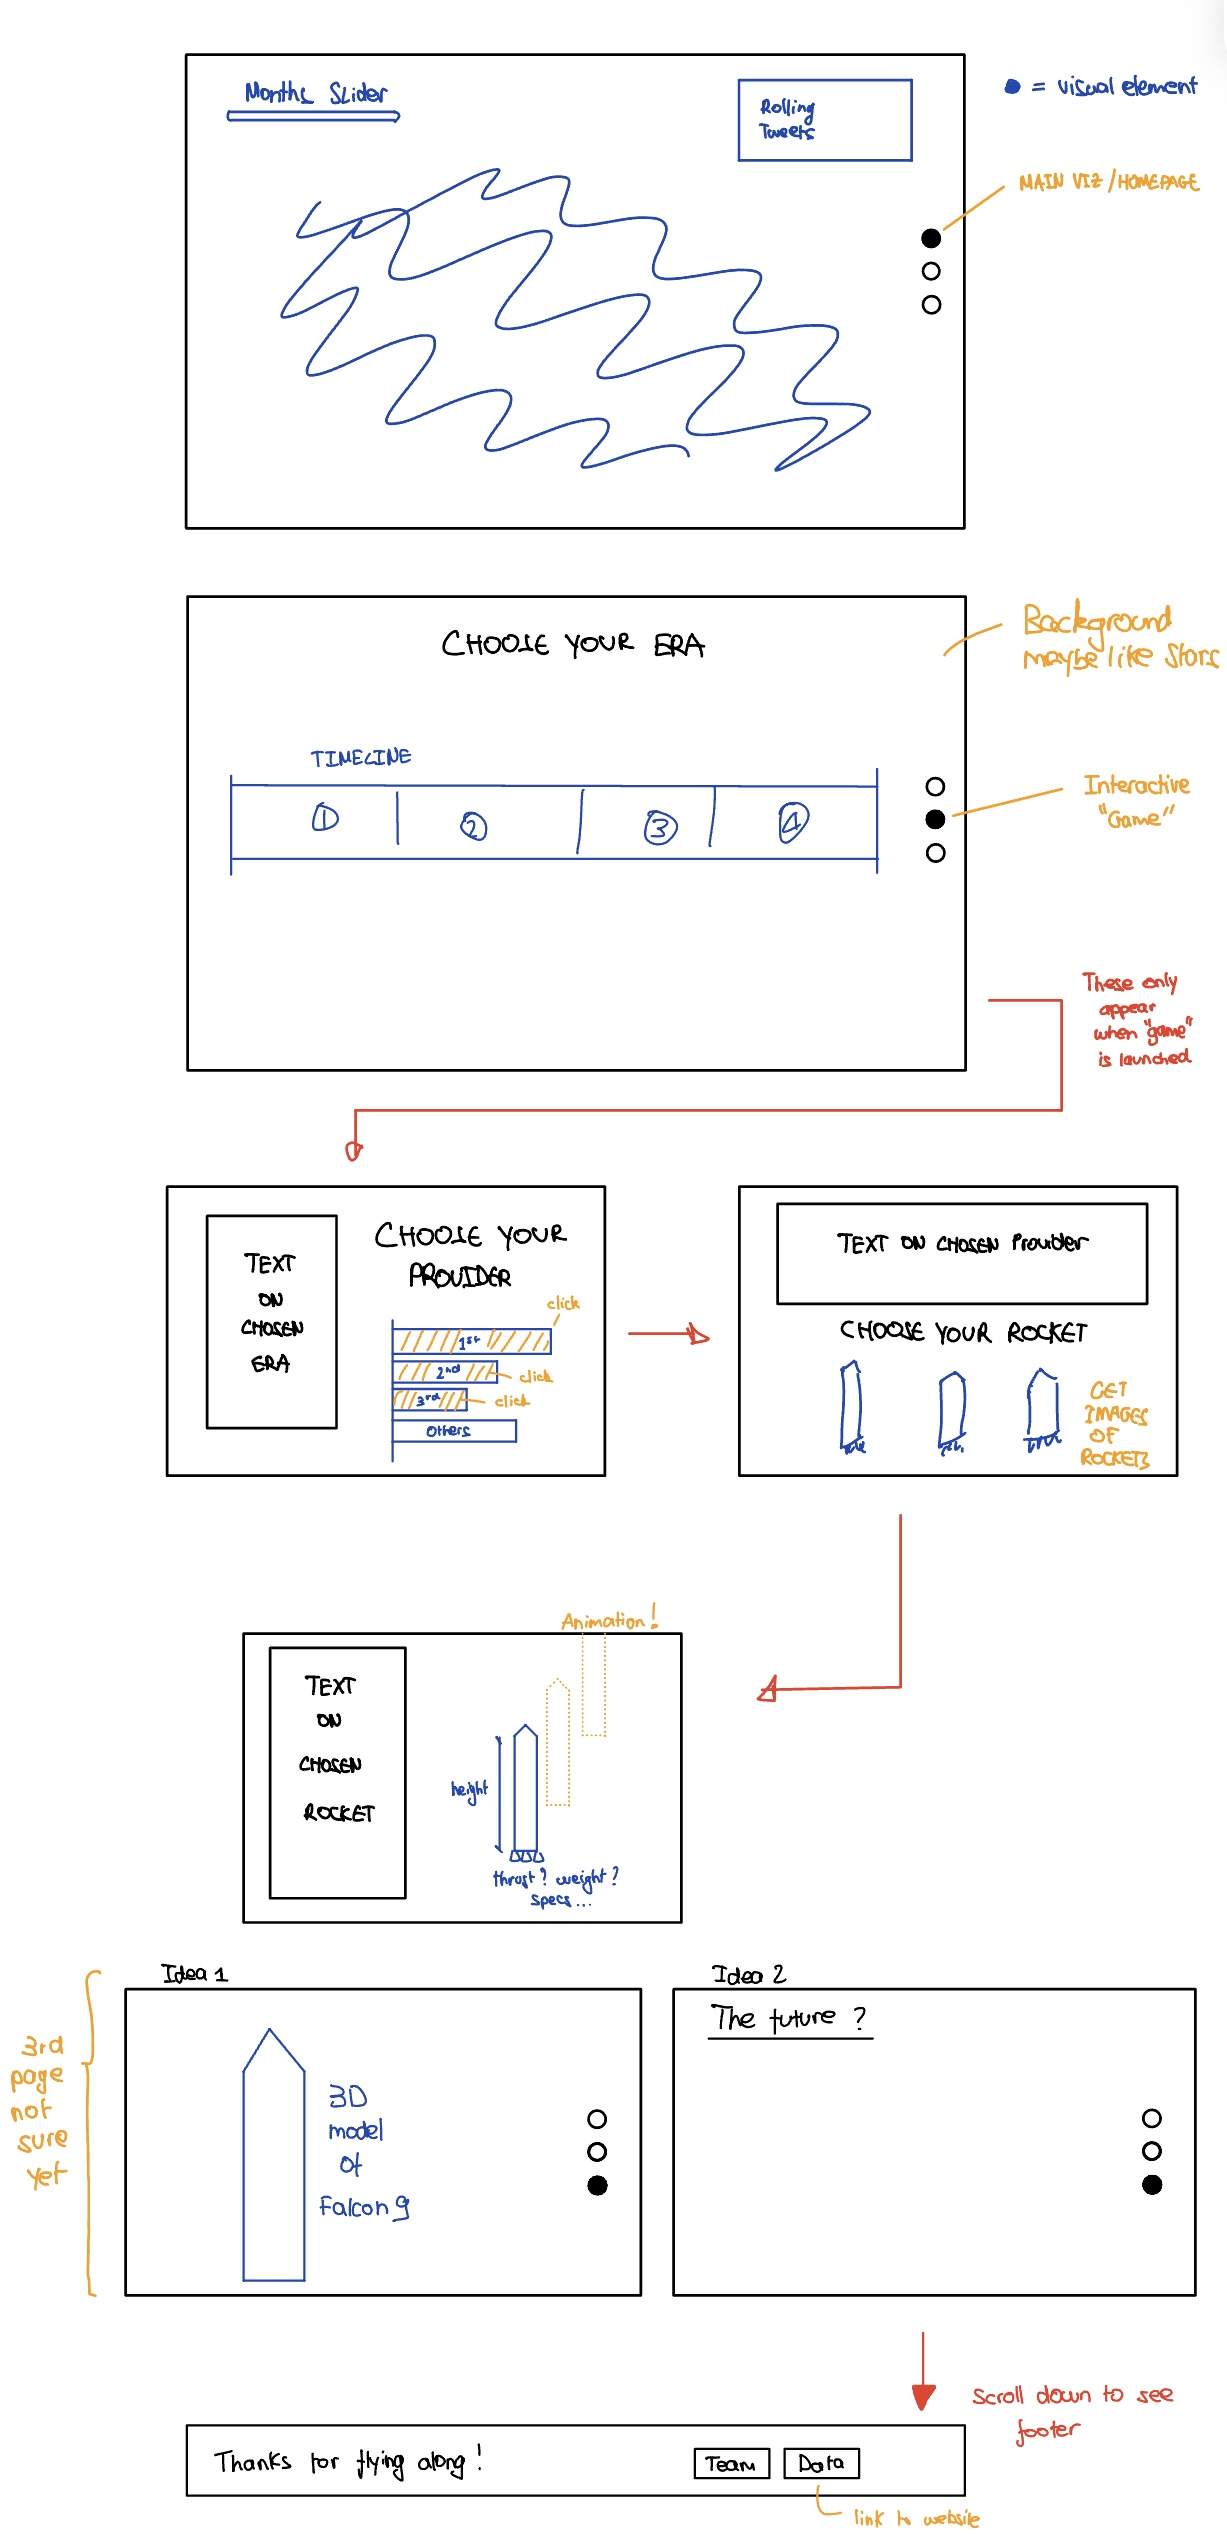 Months Slider
Rolling
Tweets
= visual element
MAIN VIZ/HOMEPAGE
CHOOSE YOUR ERA
Background
maybe like Stars
TIMELINE
1 2 3 4
Interactive
"Game"
These only
appear
when "game"
is launched
TEXT
ON
CHOSEN
ERA
CHOOSE YOUR
PROVIDER
click
1st
2nd
click
3rd
click
Others
TEXT ON CHOSEN Provider
CHOOSE YOUR ROCKET
GET
IMAGES
OF
ROCKETS
Animation!
TEXT
ON
CHOSEN
ROCKET
height
thrust? weight?
specs...
Idea 1
3rd
page
not
sure
yet
3D
model
of
Falcon 9
Idea 2
The future ?
Scroll down to see
footer
Thanks for flying along!
Team
Data
link to website